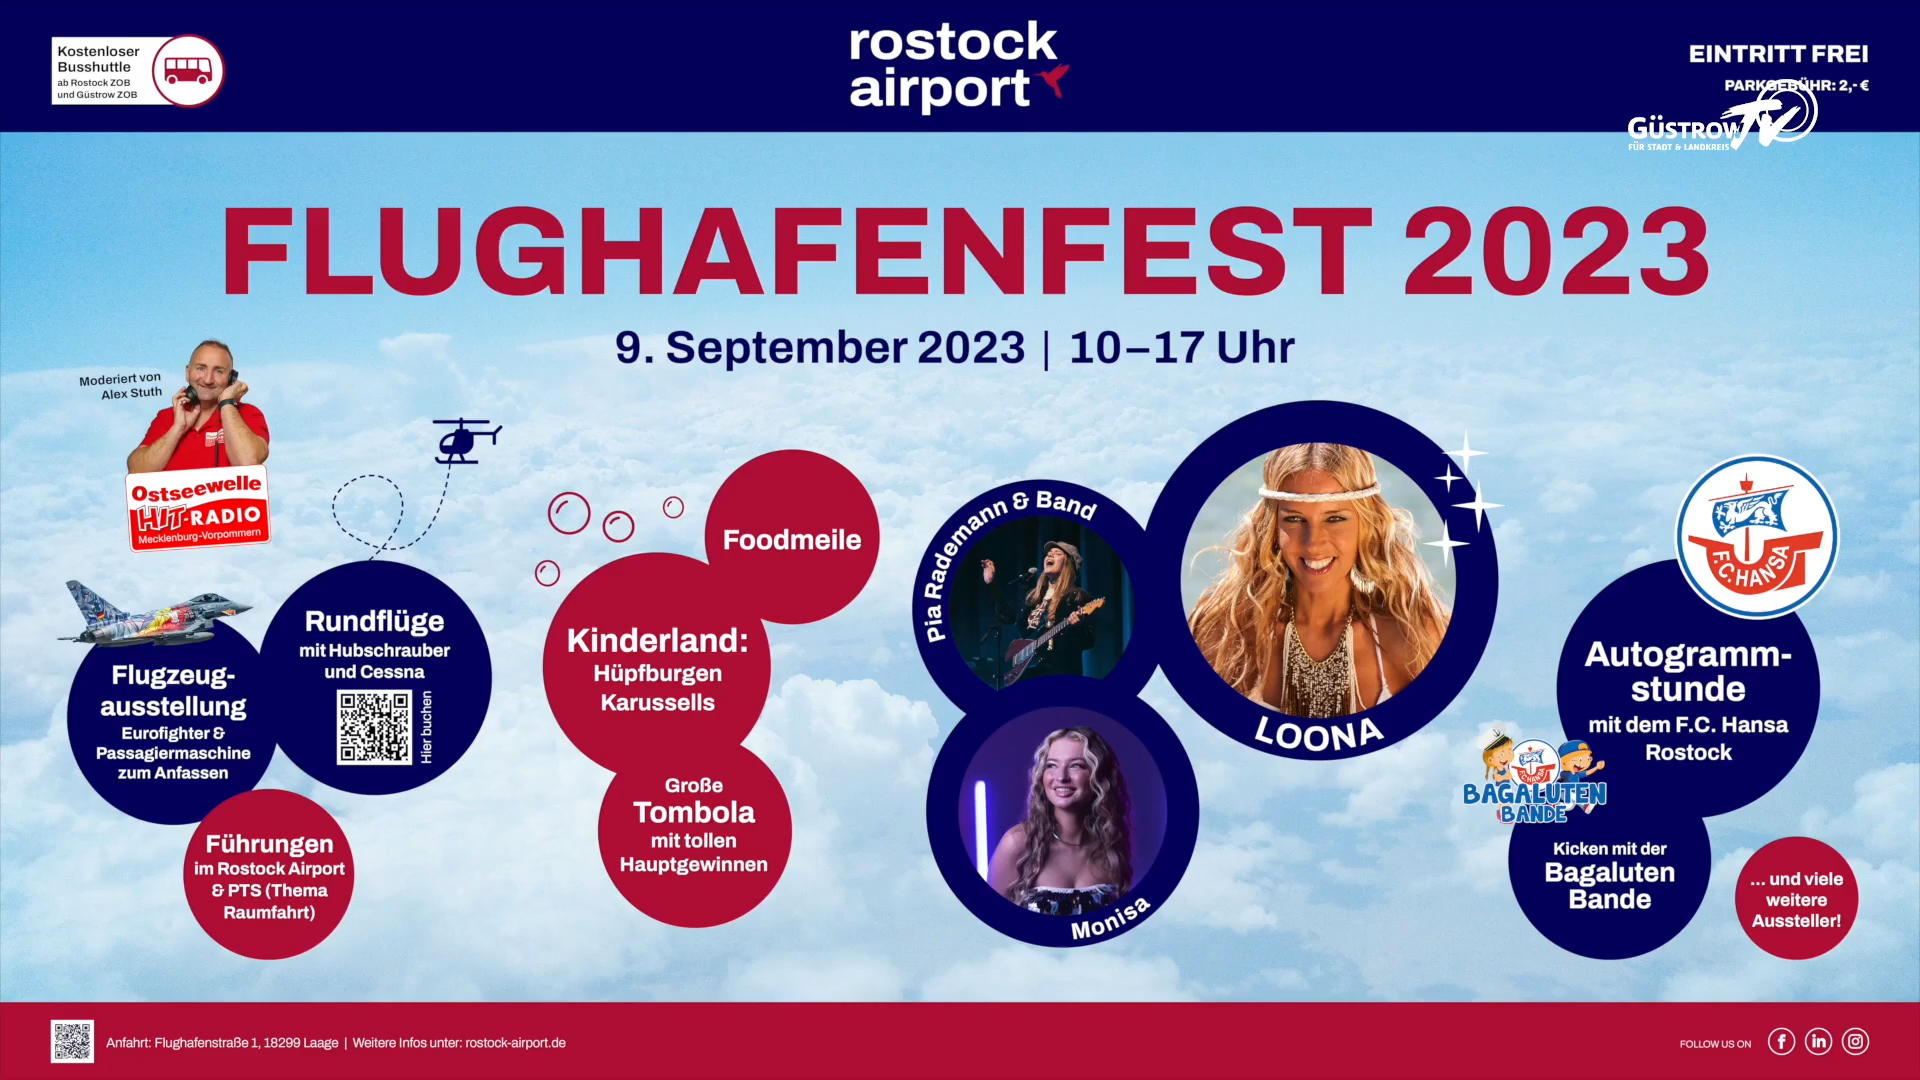 Kostenloser
Busshuttle
ab Rostock ZOB
und Güstrow ZOB
rostock
airport
EINTRITT FREI
PARKGEBÜHR: 2,- €
GÜSTROW TV
FÜR STADT & LANDKREIS
FLUGHAFENFEST 2023
9. September 2023 | 10–17 Uhr
Moderiert von
Alex Stuth
Ostseewelle
HIT-RADIO
Mecklenburg-Vorpommern
Flugzeug-
ausstellung
Eurofighter &
Passagiermaschine
zum Anfassen
Rundflüge
mit Hubschrauber
und Cessna
Hier buchen
Führungen
im Rostock Airport
& PTS (Thema
Raumfahrt)
Foodmeile
Kinderland:
Hüpfburgen
Karussells
Große
Tombola
mit tollen
Hauptgewinnen
Pia Rademann & Band
LOONA
Monisa
F.C. HANSA
Autogramm-
stunde
mit dem F.C. Hansa
Rostock
F.C. HANSA
BAGALUTEN
BANDE
Kicken mit der
Bagaluten
Bande
... und viele
weitere
Aussteller!
Anfahrt: Flughafenstraße 1, 18299 Laage | Weitere Infos unter: rostock-airport.de
FOLLOW US ON